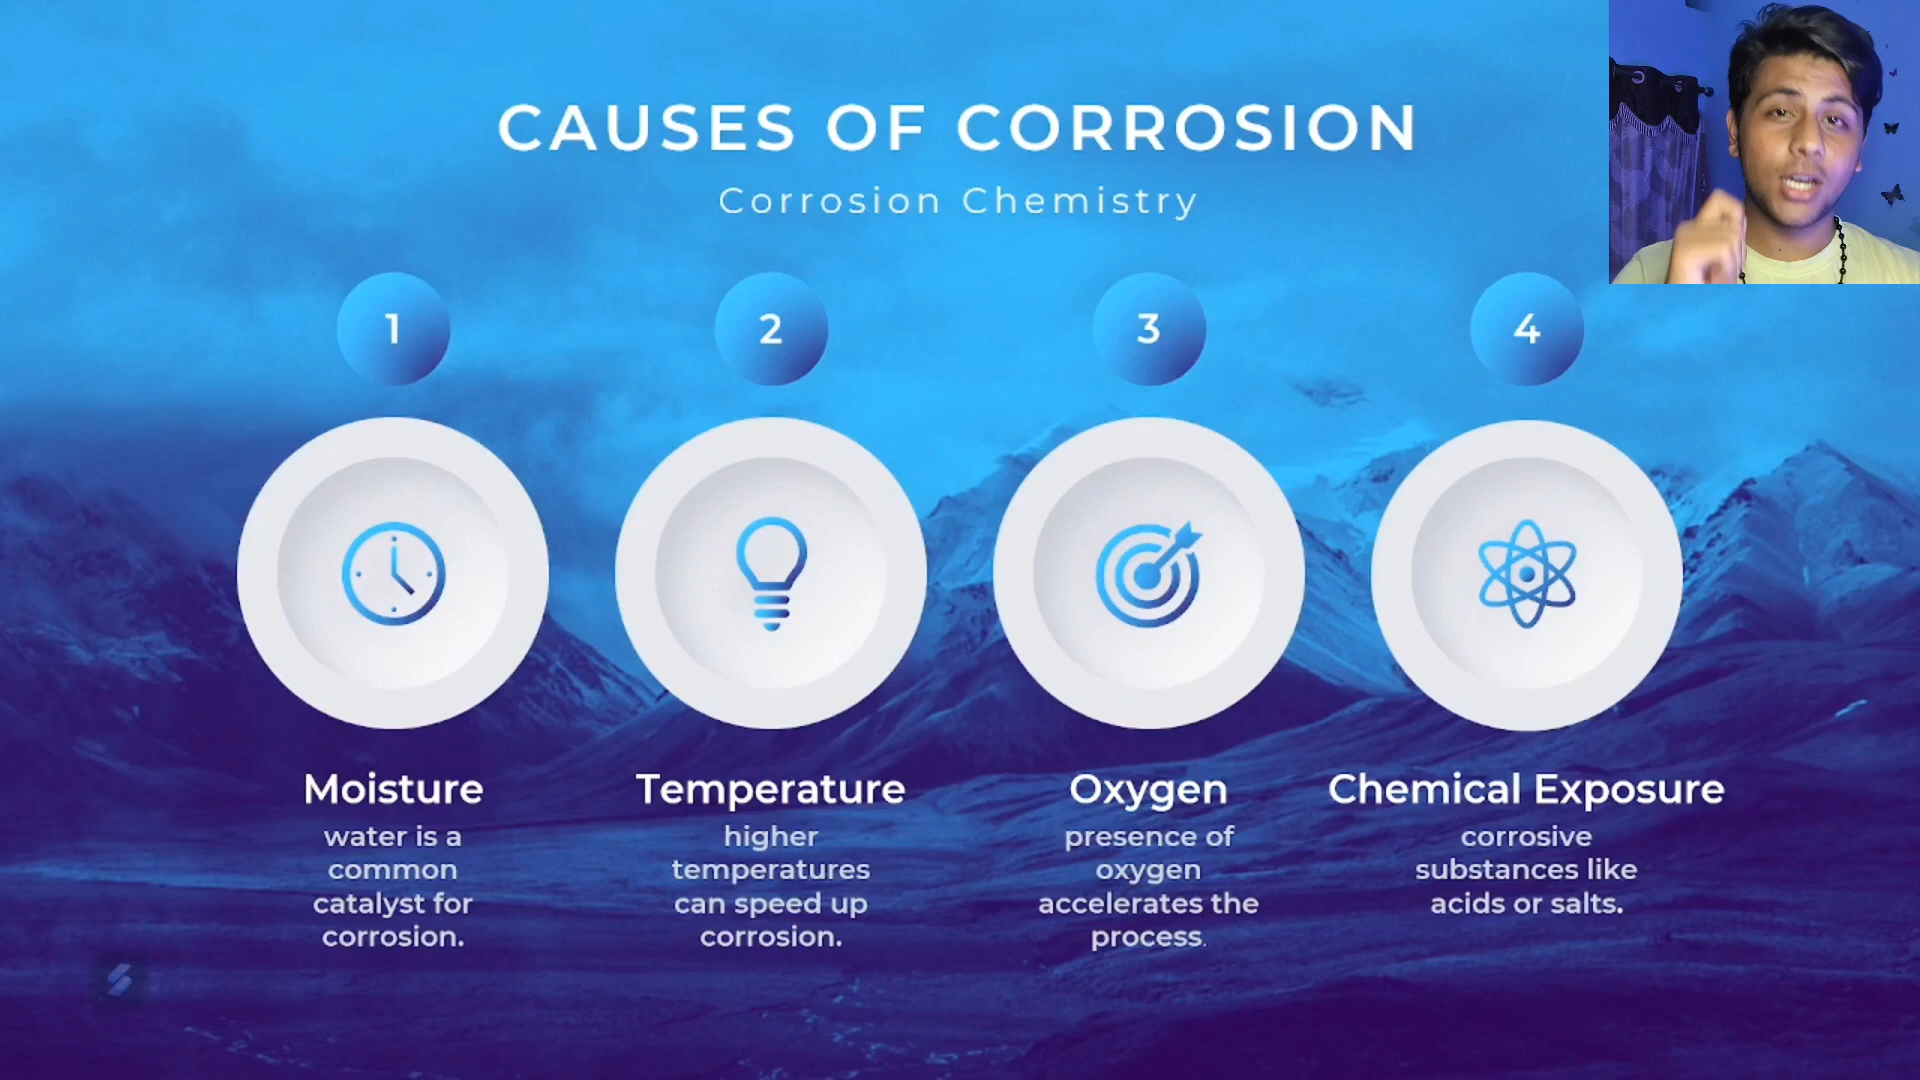 CAUSES OF CORROSION
Corrosion Chemistry
1
2
3
4
Moisture
water is a
common
catalyst for
corrosion.
Temperature
higher
temperatures
can speed up
corrosion.
Oxygen
presence of
oxygen
accelerates the
process.
Chemical Exposure
corrosive
substances like
acids or salts.